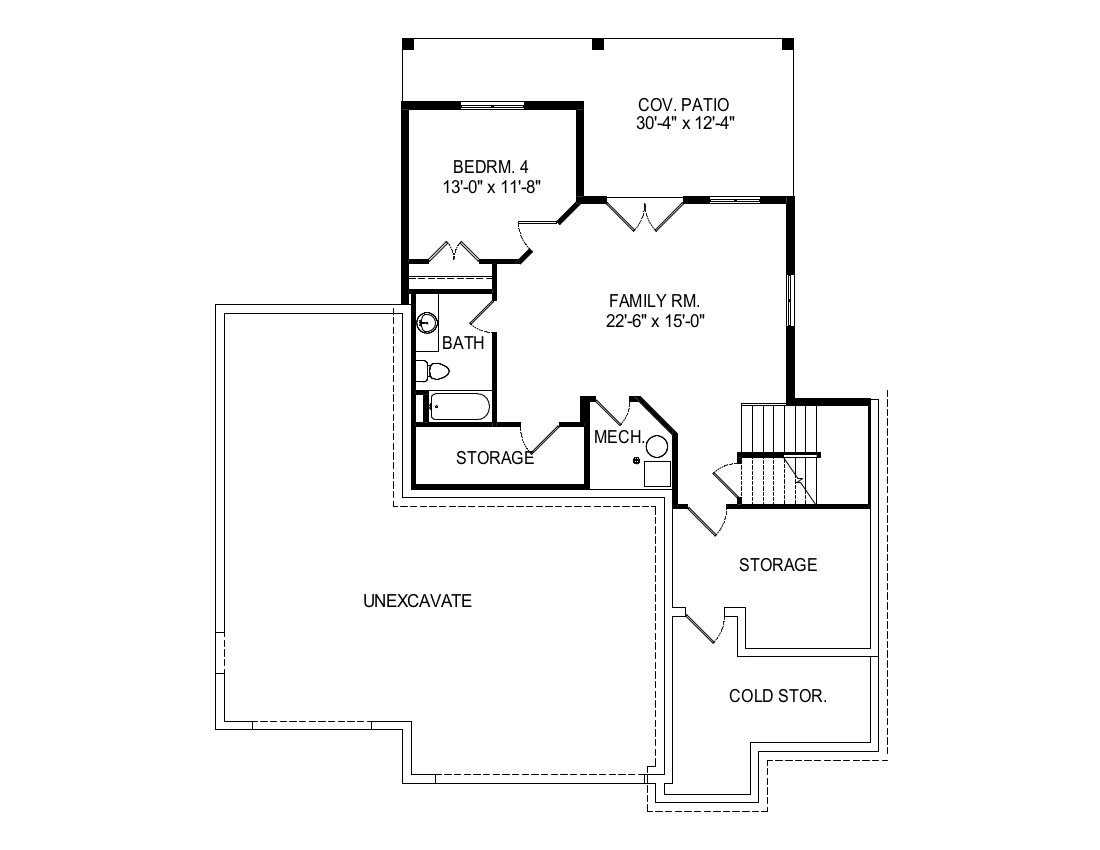 COV. PATIO
30'-4" x 12'-4"
BEDRM. 4
13'-0" x 11'-8"
FAMILY RM.
22'-6" x 15'-0"
BATH
MECH.
STORAGE
STORAGE
UNEXCAVATE
COLD STOR.